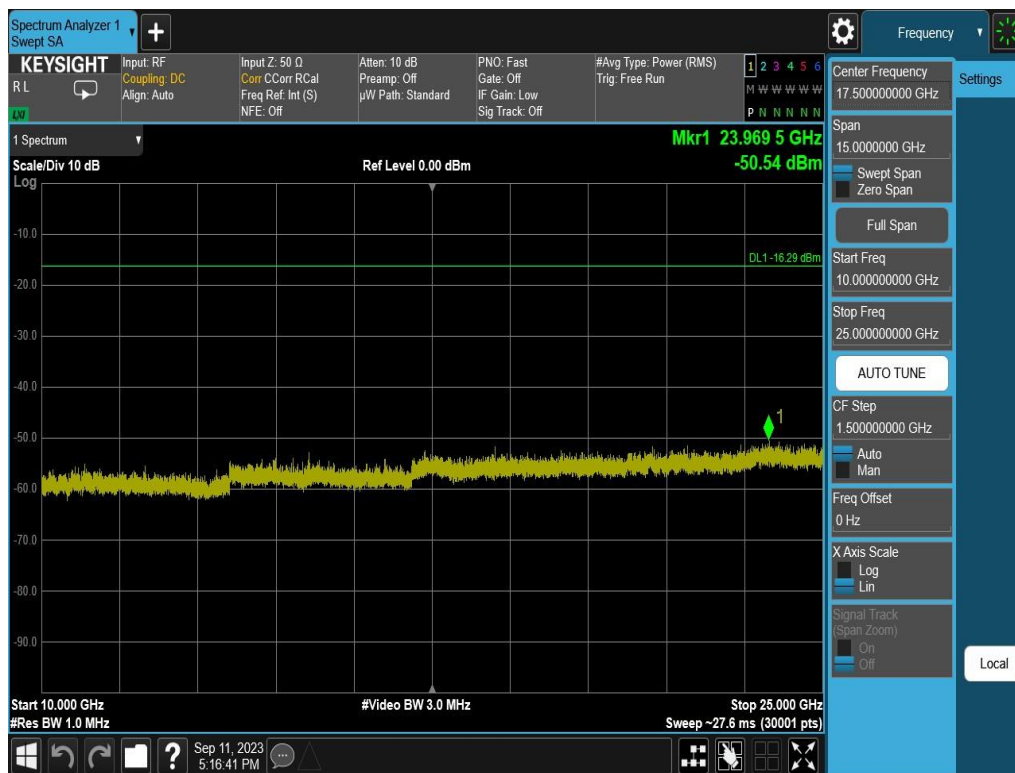 Spectrum Analyzer 1
Swept SA
+
Frequency
KEYSIGHT
R L
LXI
Input: RF
Coupling: DC
Align: Auto
Input Z: 50 Ω
Corr CCorr RCal
Freq Ref: Int (S)
NFE: Off
Atten: 10 dB
Preamp: Off
µW Path: Standard
PNO: Fast
Gate: Off
IF Gain: Low
Sig Track: Off
#Avg Type: Power (RMS)
Trig: Free Run
1 2 3 4 5 6
M W W W W W
P N N N N N
1 Spectrum
Scale/Div 10 dB
Log
Ref Level 0.00 dBm
Mkr1 23.969 5 GHz
-50.54 dBm
DL1 -16.29 dBm
1
-10.0
-20.0
-30.0
-40.0
-50.0
-60.0
-70.0
-80.0
-90.0
Start 10.000 GHz
#Res BW 1.0 MHz
#Video BW 3.0 MHz
Stop 25.000 GHz
Sweep ~27.6 ms (30001 pts)
Center Frequency
17.500000000 GHz
Settings
Span
15.0000000 GHz
Swept Span
Zero Span
Full Span
Start Freq
10.000000000 GHz
Stop Freq
25.000000000 GHz
AUTO TUNE
CF Step
1.500000000 GHz
Auto
Man
Freq Offset
0 Hz
X Axis Scale
Log
Lin
Signal Track
(Span Zoom)
On
Off
Local
?
Sep 11, 2023
5:16:41 PM